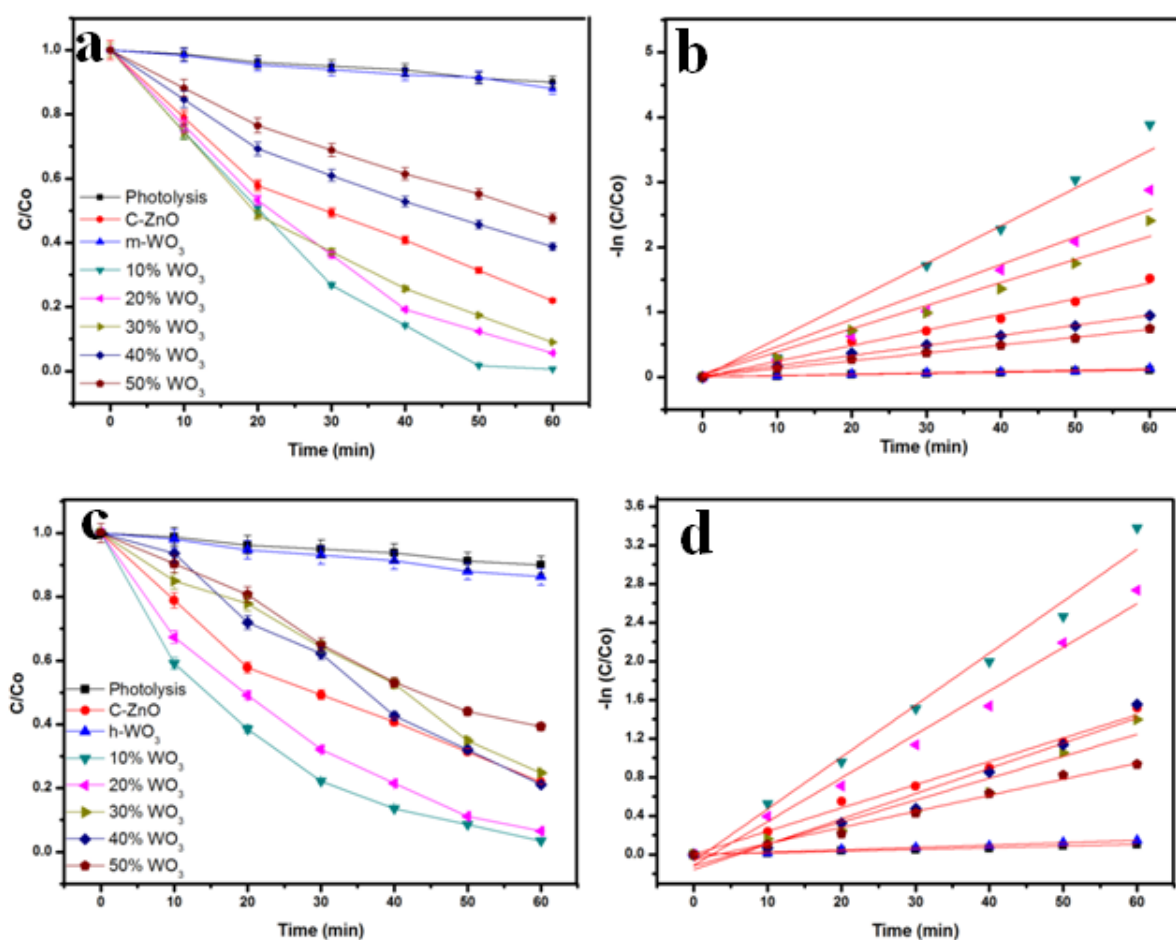 a
1.0
0.8
0.6
0.4
0.2
0.0
C/Co
Photolysis
C-ZnO
m-WO3
10% WO3
20% WO3
30% WO3
40% WO3
50% WO3
0 10 20 30 40 50 60
Time (min)
b
5
4
3
2
1
0
-ln (C/Co)
0 10 20 30 40 50 60
Time (min)
c
1.0
0.8
0.6
0.4
0.2
0.0
C/Co
Photolysis
C-ZnO
h-WO3
10% WO3
20% WO3
30% WO3
40% WO3
50% WO3
0 10 20 30 40 50 60
Time (min)
d
3.6
3.2
2.8
2.4
2.0
1.6
1.2
0.8
0.4
0.0
-ln (C/Co)
0 10 20 30 40 50 60
Time (min)